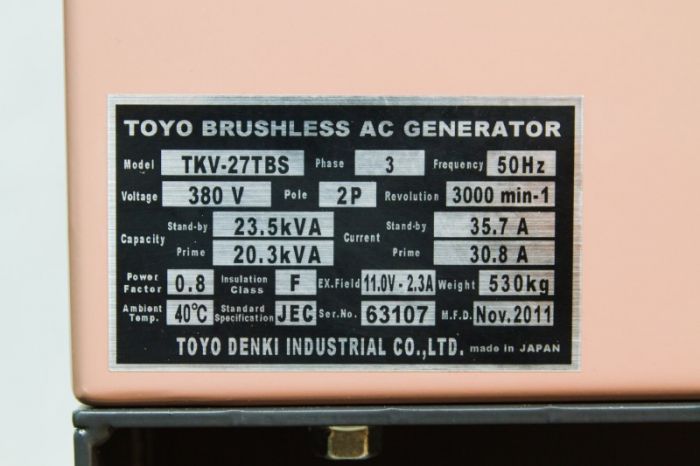 TOYO BRUSHLESS AC GENERATOR
Model TKV-27TBS Phase 3 Frequency 50Hz
Voltage 380 V Pole 2P Revolution 3000 min-1
Capacity Stand-by 23.5kVA Current Stand-by 35.7 A
Prime 20.3kVA Prime 30.8 A
Power Factor 0.8 Insulation Class F EX.Field 11.0V - 2.3A Weight 530kg
Ambient Temp. 40℃ Standard Specification JEC Ser.No. 63107 M.F.D. Nov.2011
TOYO DENKI INDUSTRIAL CO.,LTD. made in JAPAN